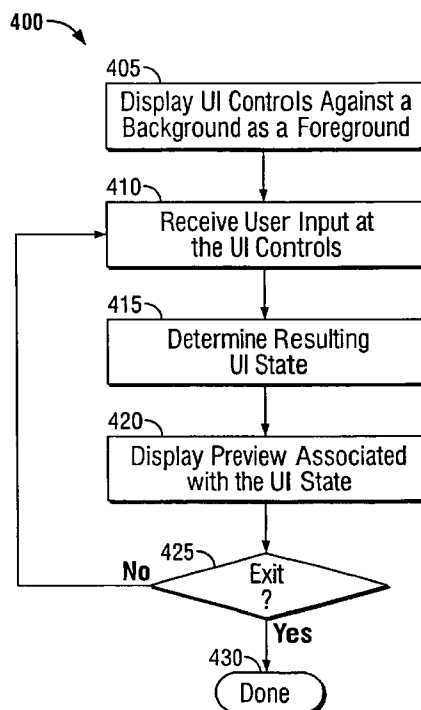 400
405
Display UI Controls Against a
Background as a Foreground
410
Receive User Input at
the UI Controls
415
Determine Resulting
UI State
420
Display Preview Associated
with the UI State
425
No
Exit
?
Yes
430
Done